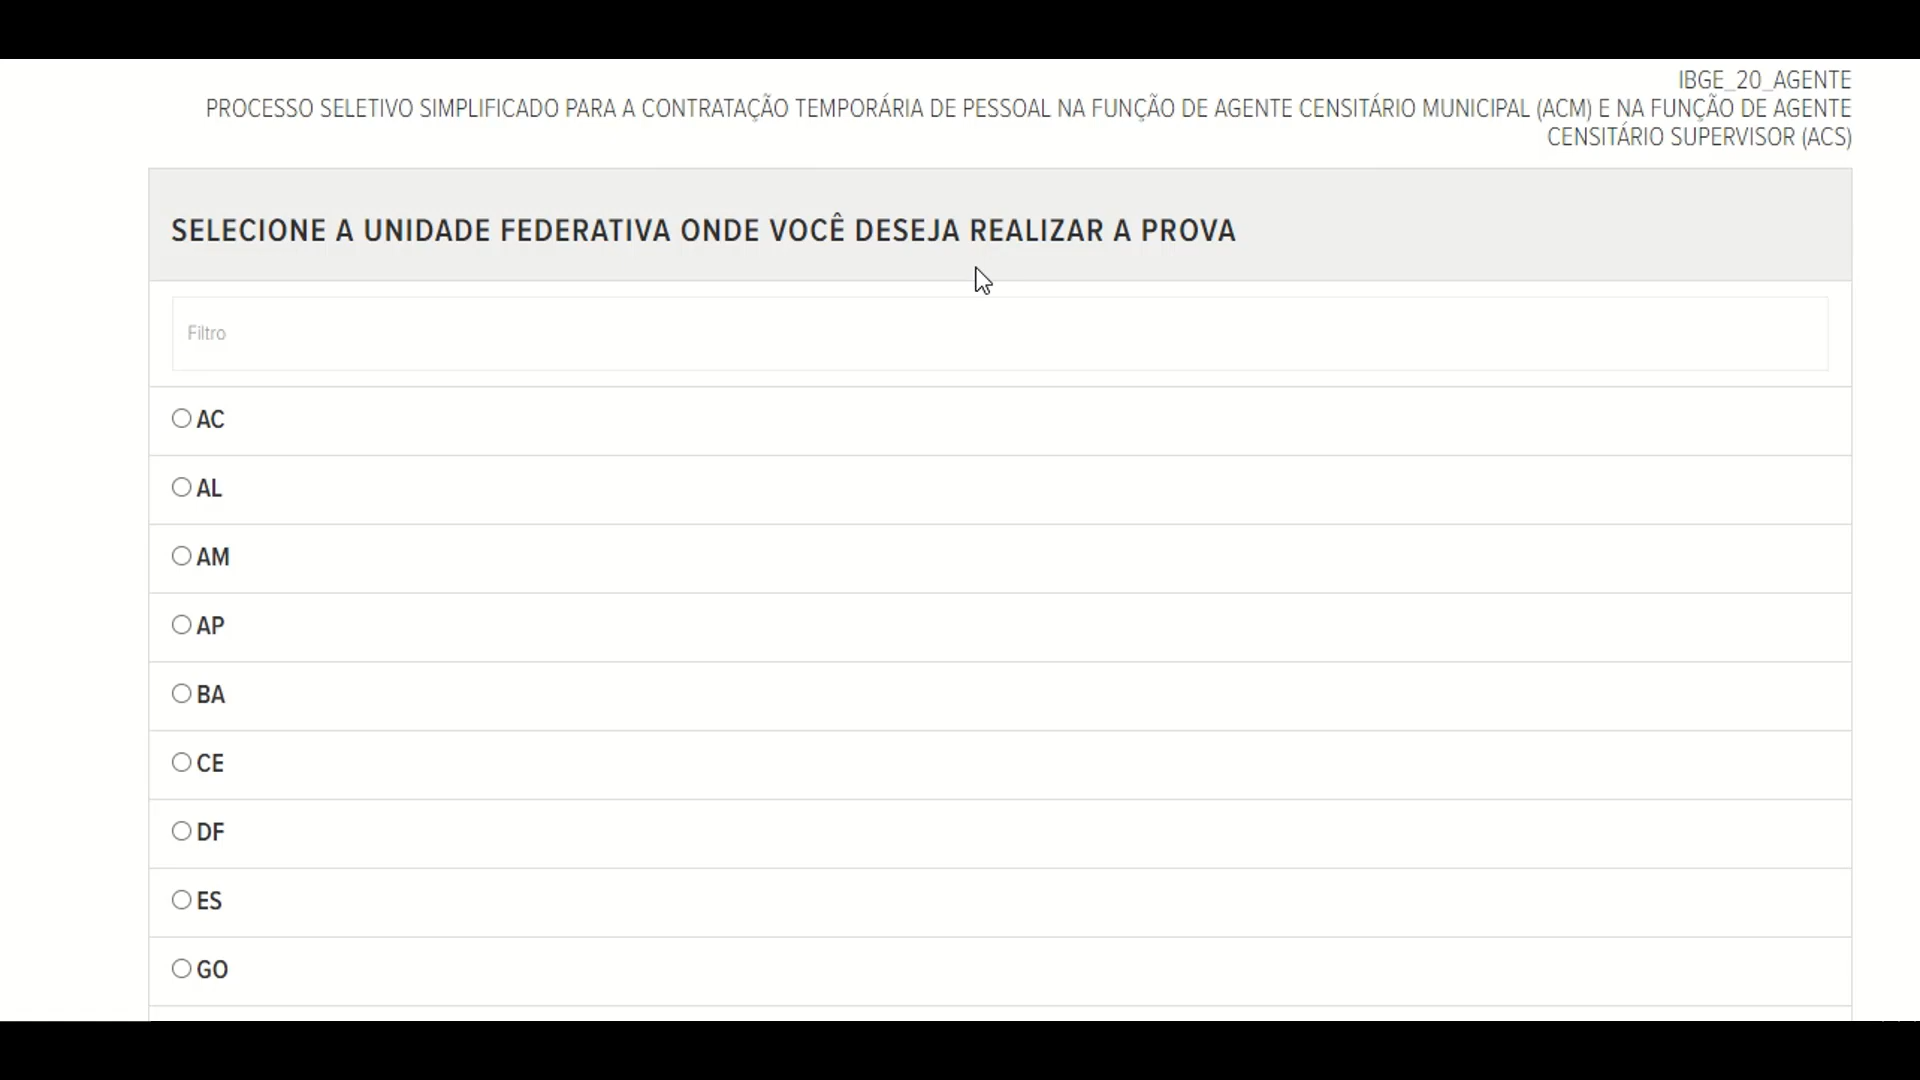 IBGE_20_AGENTE
PROCESSO SELETIVO SIMPLIFICADO PARA A CONTRATAÇÃO TEMPORÁRIA DE PESSOAL NA FUNÇÃO DE AGENTE CENSITÁRIO MUNICIPAL (ACM) E NA FUNÇÃO DE AGENTE
CENSITÁRIO SUPERVISOR (ACS)
SELECIONE A UNIDADE FEDERATIVA ONDE VOCÊ DESEJA REALIZAR A PROVA
Filtro
AC
AL
AM
AP
BA
CE
DF
ES
GO